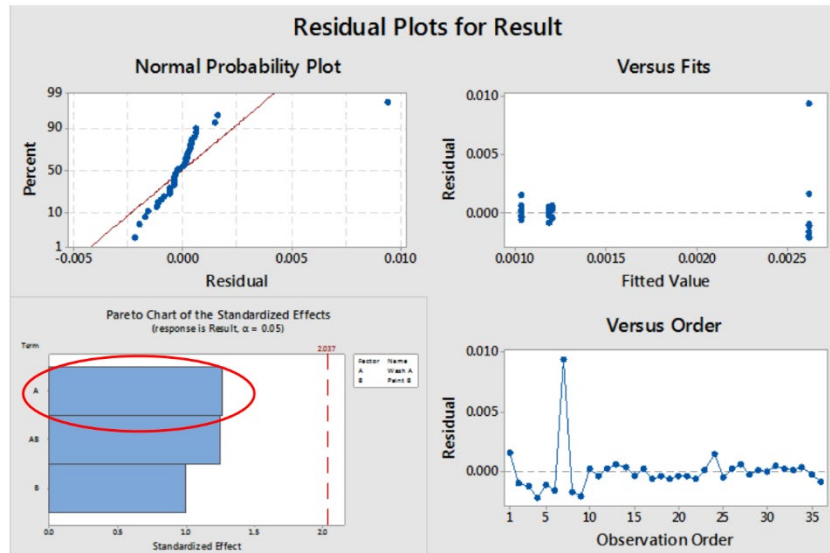 Residual Plots for Result
Normal Probability Plot
Percent
99
90
50
10
1
-0.005
0.000
0.005
0.010
Residual
Versus Fits
Residual
0.010
0.005
0.000
0.0010
0.0015
0.0020
0.0025
Fitted Value
Pareto Chart of the Standardized Effects
(response is Result, α = 0.05)
Term
2.037
A
AB
B
0.0
0.5
1.0
1.5
2.0
Standardized Effect
Factor Name
A Wash A
B Paint B
Versus Order
Residual
0.010
0.005
0.000
1
5
10
15
20
25
30
35
Observation Order